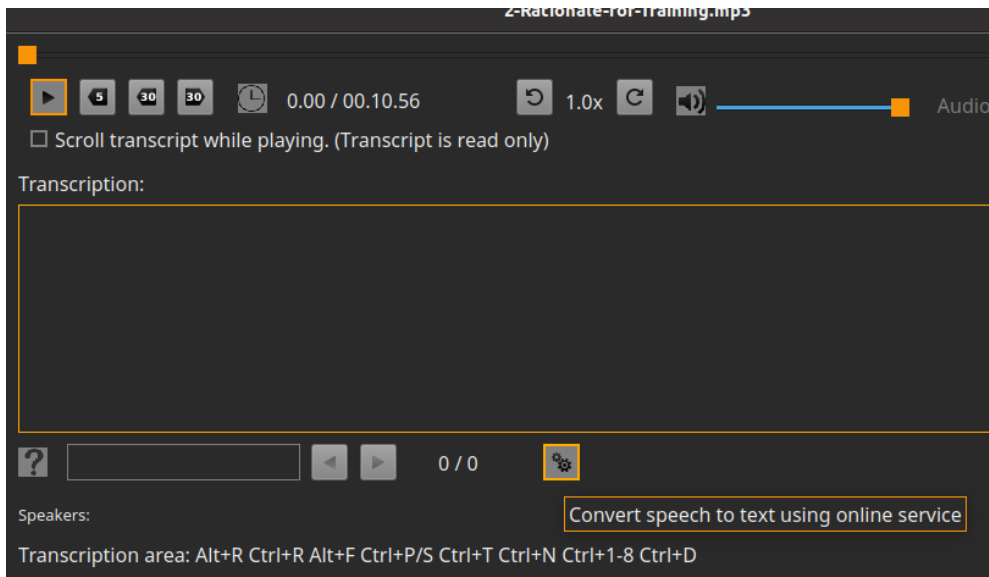 2-Rationale-for-Training.mp3
5 30 30 0.00 / 00.10.56 1.0x Audio
Scroll transcript while playing. (Transcript is read only)
Transcription:
? 0 / 0
Convert speech to text using online service
Speakers:
Transcription area: Alt+R Ctrl+R Alt+F Ctrl+P/S Ctrl+T Ctrl+N Ctrl+1-8 Ctrl+D